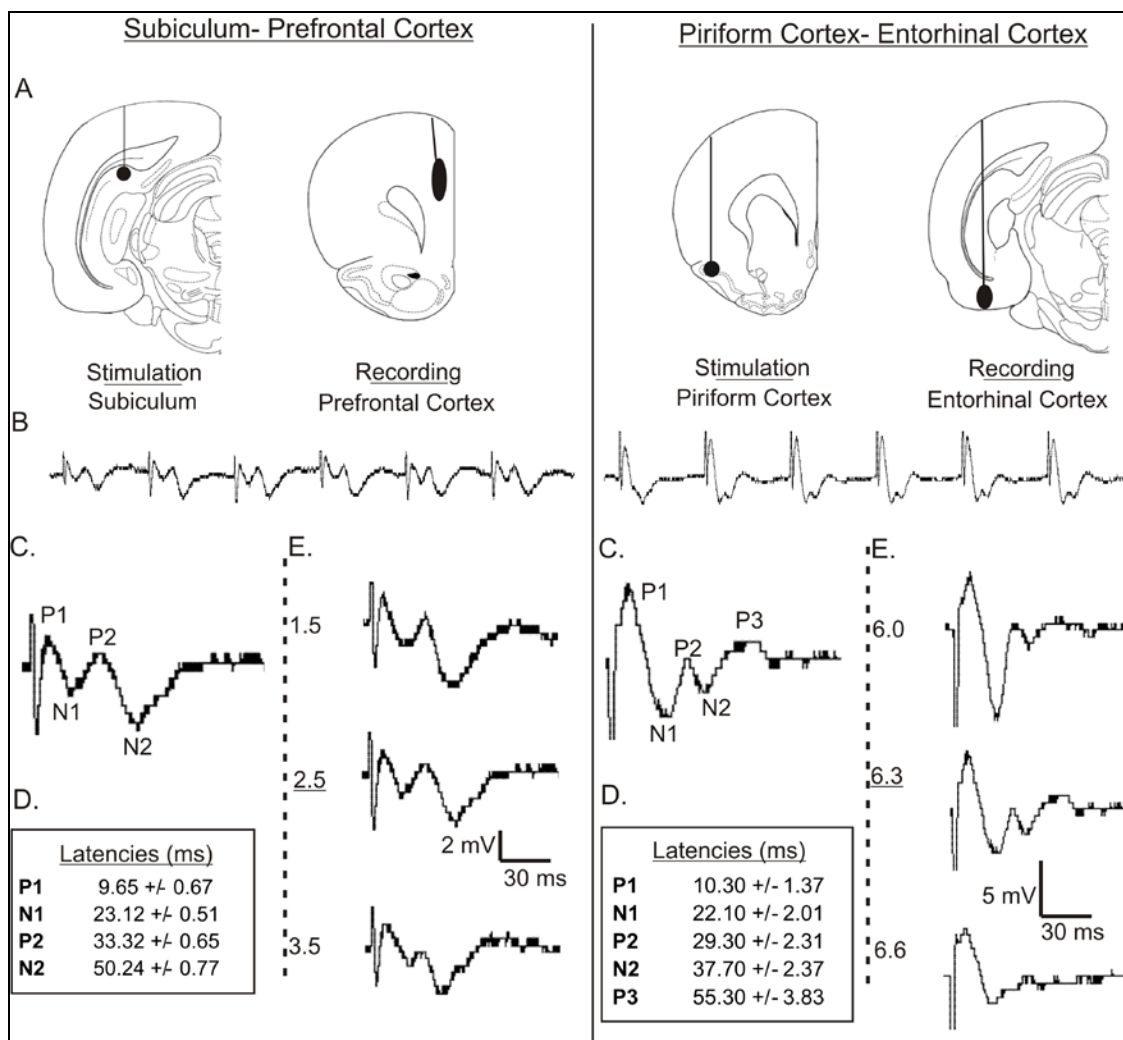 Subiculum- Prefrontal Cortex
A
Stimulation
Subiculum
Recording
Prefrontal Cortex
B
C.
P1
P2
N1
N2
D.
Latencies (ms)
P1 9.65 +/- 0.67
N1 23.12 +/- 0.51
P2 33.32 +/- 0.65
N2 50.24 +/- 0.77
E.
1.5
2.5
2 mV
30 ms
3.5
Piriform Cortex- Entorhinal Cortex
Stimulation
Piriform Cortex
Recording
Entorhinal Cortex
C.
P1
P2
P3
N1
N2
D.
Latencies (ms)
P1 10.30 +/- 1.37
N1 22.10 +/- 2.01
P2 29.30 +/- 2.31
N2 37.70 +/- 2.37
P3 55.30 +/- 3.83
E.
6.0
6.3
5 mV
30 ms
6.6